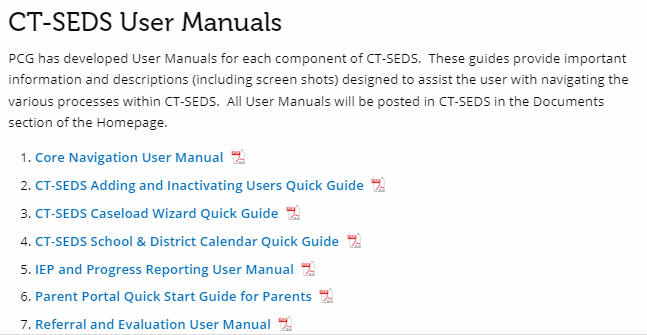 CT-SEDS User Manuals
PCG has developed User Manuals for each component of CT-SEDS.  These guides provide important
information and descriptions (including screen shots) designed to assist the user with navigating the
various processes within CT-SEDS.  All User Manuals will be posted in CT-SEDS in the Documents
section of the Homepage.
1. Core Navigation User Manual
2. CT-SEDS Adding and Inactivating Users Quick Guide
3. CT-SEDS Caseload Wizard Quick Guide
4. CT-SEDS School & District Calendar Quick Guide
5. IEP and Progress Reporting User Manual
6. Parent Portal Quick Start Guide for Parents
7. Referral and Evaluation User Manual